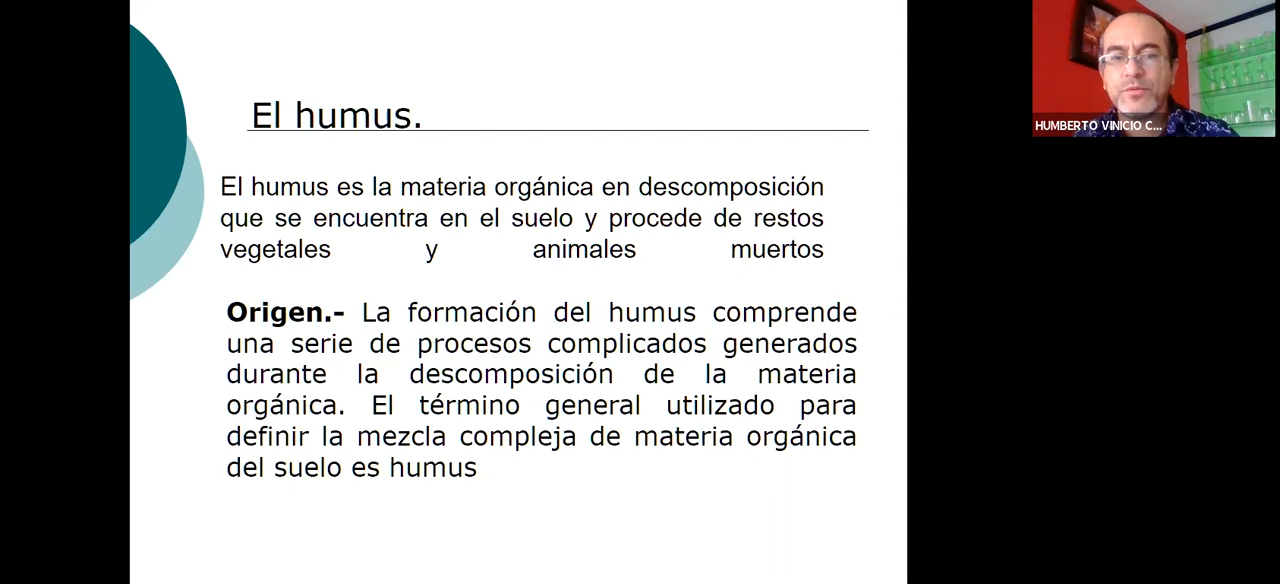 El humus.
HUMBERTO VINICIO C...
El humus es la materia orgánica en descomposición
que se encuentra en el suelo y procede de restos
vegetales y animales muertos
Origen.- La formación del humus comprende
una serie de procesos complicados generados
durante la descomposición de la materia
orgánica. El término general utilizado para
definir la mezcla compleja de materia orgánica
del suelo es humus